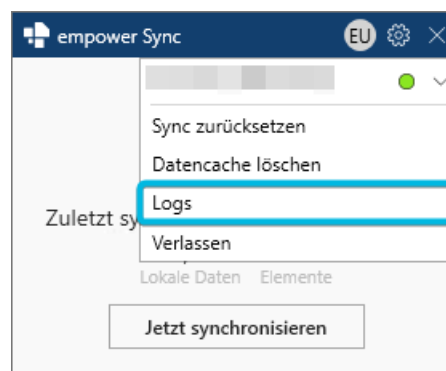 empower Sync EU
Sync zurücksetzen
Datencache löschen
Logs
Zuletzt sy
Verlassen
Lokale Daten Elemente
Jetzt synchronisieren